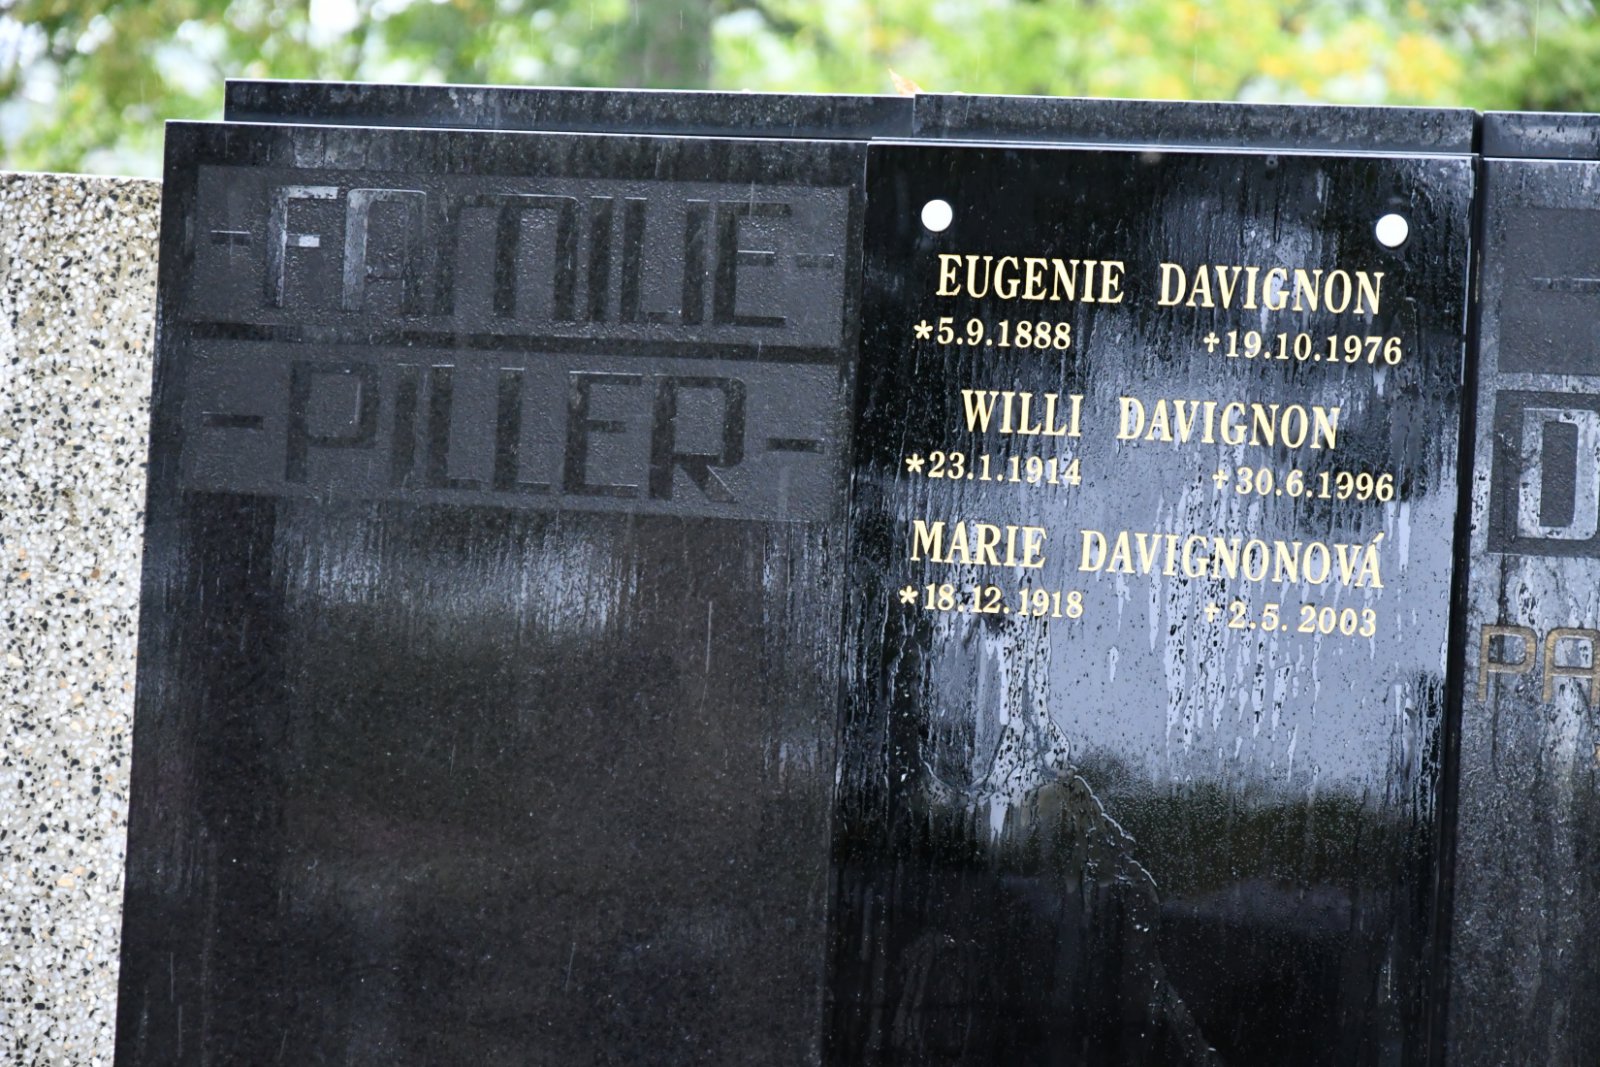 -FAMILIE-
-PILLER-
EUGENIE DAVIGNON
*5.9.1888 †19.10.1976
WILLI DAVIGNON
*23.1.1914 †30.6.1996
MARIE DAVIGNONOVÁ
*18.12.1918 †2.5.2003